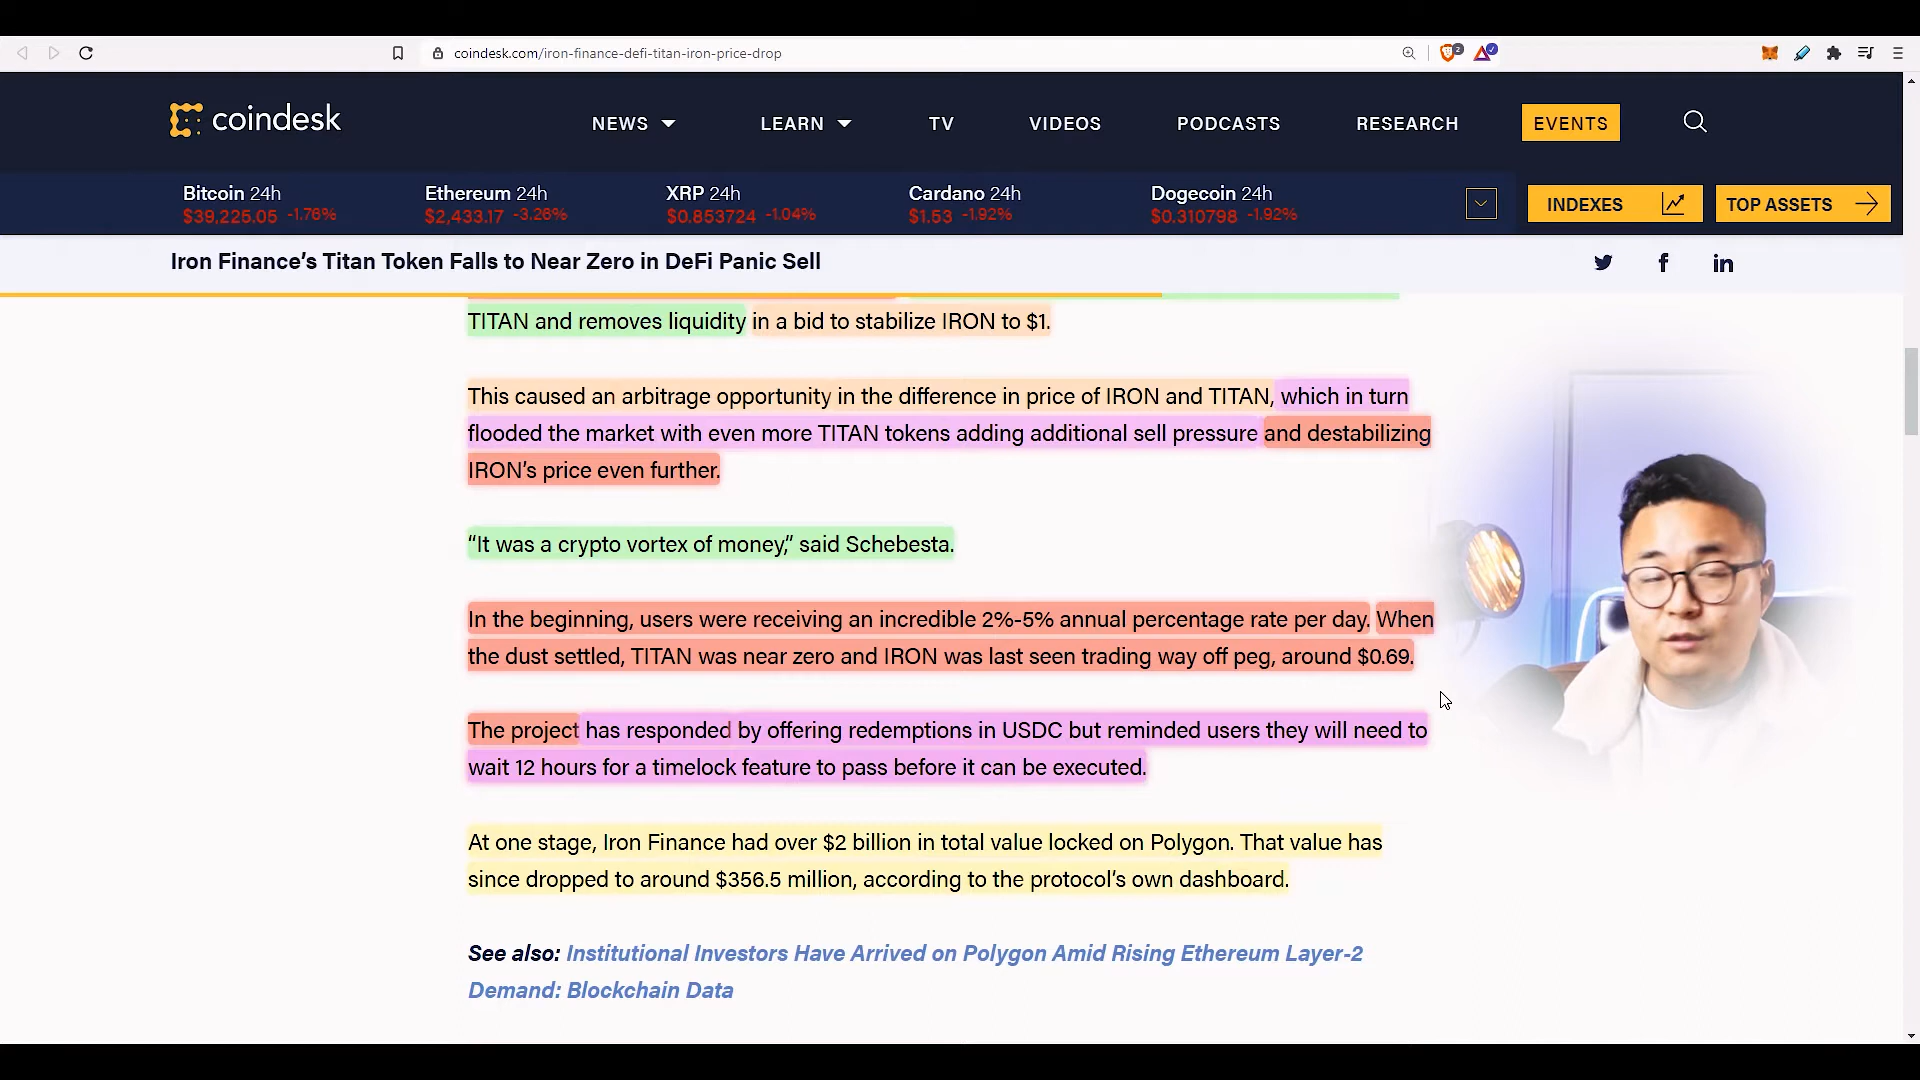 coindesk.com/iron-finance-defi-titan-iron-price-drop
2
coindesk
NEWS
LEARN
TV
VIDEOS
PODCASTS
RESEARCH
EVENTS
Bitcoin 24h
$39,225.05 -1.76%
Ethereum 24h
$2,433.17 -3.26%
XRP 24h
$0.853724 -1.04%
Cardano 24h
$1.53 -1.92%
Dogecoin 24h
$0.310798 -1.92%
INDEXES
TOP ASSETS
Iron Finance’s Titan Token Falls to Near Zero in DeFi Panic Sell
TITAN and removes liquidity in a bid to stabilize IRON to $1.
This caused an arbitrage opportunity in the difference in price of IRON and TITAN, which in turn
flooded the market with even more TITAN tokens adding additional sell pressure and destabilizing
IRON’s price even further.
“It was a crypto vortex of money,“ said Schebesta.
In the beginning, users were receiving an incredible 2%-5% annual percentage rate per day. When
the dust settled, TITAN was near zero and IRON was last seen trading way off peg, around $0.69.
The project has responded by offering redemptions in USDC but reminded users they will need to
wait 12 hours for a timelock feature to pass before it can be executed.
At one stage, Iron Finance had over $2 billion in total value locked on Polygon. That value has
since dropped to around $356.5 million, according to the protocol’s own dashboard.
See also: Institutional Investors Have Arrived on Polygon Amid Rising Ethereum Layer-2
Demand: Blockchain Data